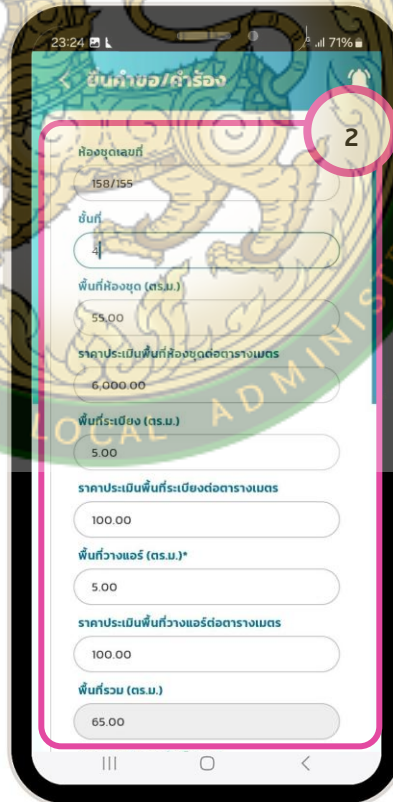 23:24
71%
ยื่นคำขอ/คำร้อง
2
ห้องชุดเลขที่
158/155
ชั้นที่
4
พื้นที่ห้องชุด (ตร.ม.)
55.00
ราคาประเมินพื้นที่ห้องชุดต่อตารางเมตร
6,000.00
พื้นที่ระเบียง (ตร.ม.)
5.00
ราคาประเมินพื้นที่ระเบียงต่อตารางเมตร
100.00
พื้นที่วางแอร์ (ตร.ม.)*
5.00
ราคาประเมินพื้นที่วางแอร์ต่อตารางเมตร
100.00
พื้นที่รวม (ตร.ม.)
65.00
LOCAL ADMINISTE